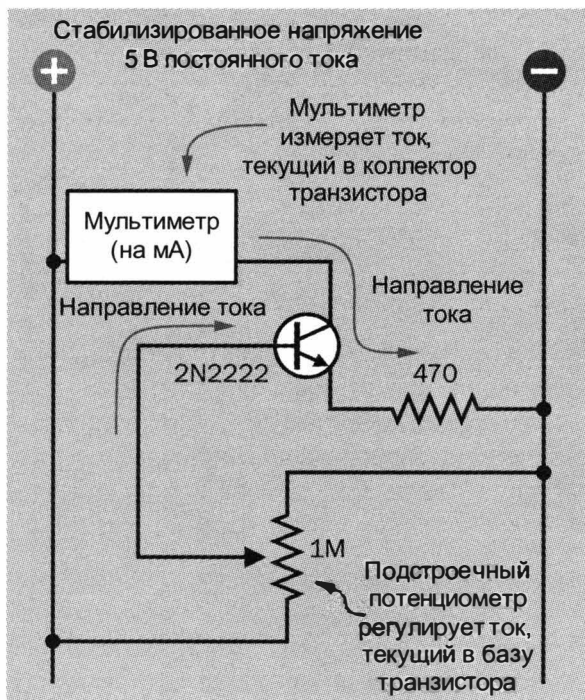 Стабилизированное напряжение
5 В постоянного тока
+
−
Мультиметр
измеряет ток,
текущий в коллектор
транзистора
Мультиметр
(на мА)
Направление тока
Направление
тока
2N2222
470
1М
Подстроечный
потенциометр
регулирует ток,
текущий в базу
транзистора